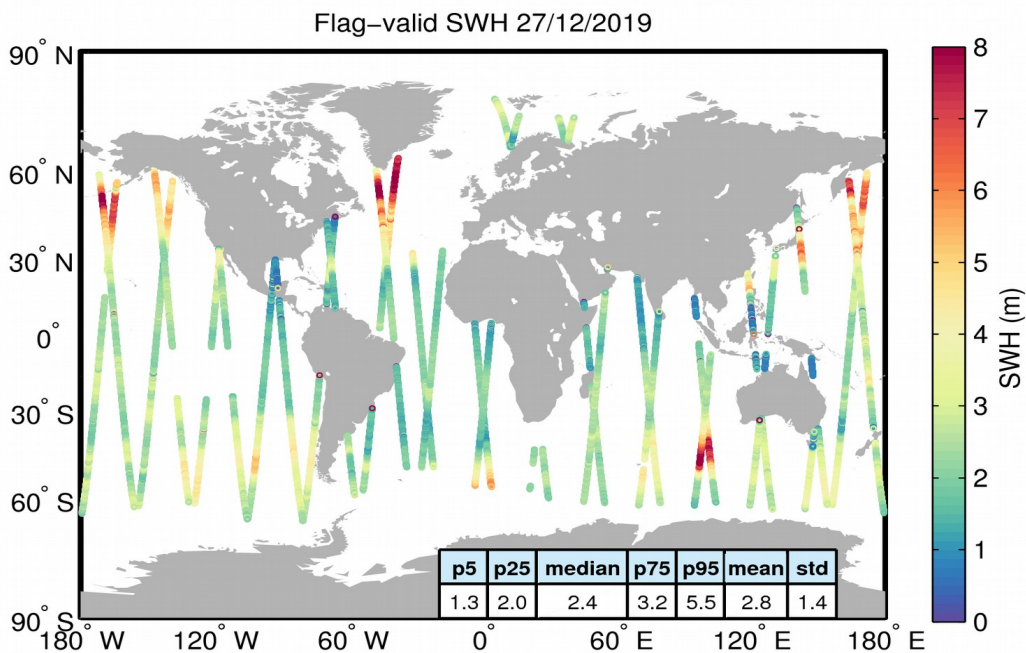 Flag−valid SWH 27/12/2019
90° N
60° N
30° N
0°
30° S
60° S
90° S
180° W
120° W
60° W
0°
60° E
120° E
180° E
p5 p25 median p75 p95 mean std
1.3 2.0 2.4 3.2 5.5 2.8 1.4
8
7
6
5
4
3
2
1
0
SWH (m)